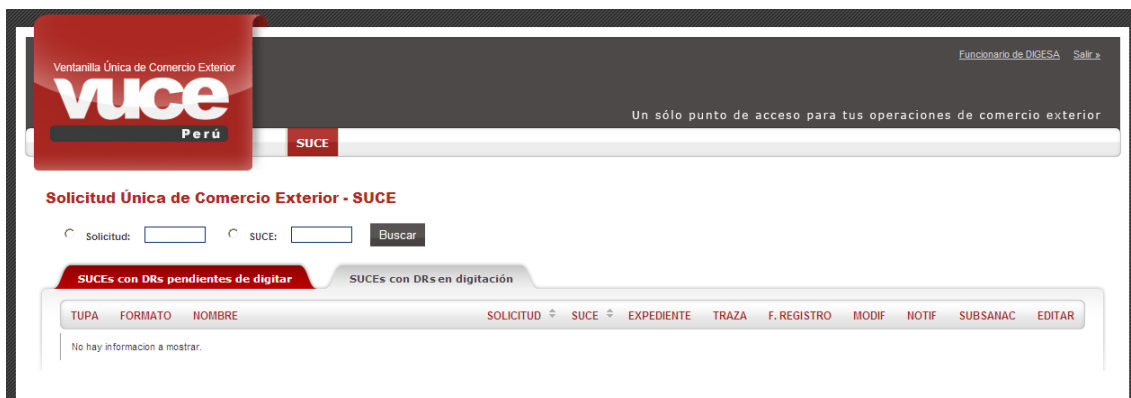 Funcionario de DIGESA Salir »
Ventanilla Única de Comercio Exterior
vuce
Perú
Un sólo punto de acceso para tus operaciones de comercio exterior
SUCE
Solicitud Única de Comercio Exterior - SUCE
Solicitud: SUCE: Buscar
SUCEs con DRs pendientes de digitar SUCEs con DRs en digitación
TUPA FORMATO NOMBRE SOLICITUD SUCE EXPEDIENTE TRAZA F. REGISTRO MODIF NOTIF SUBSANAC EDITAR
No hay informacion a mostrar.